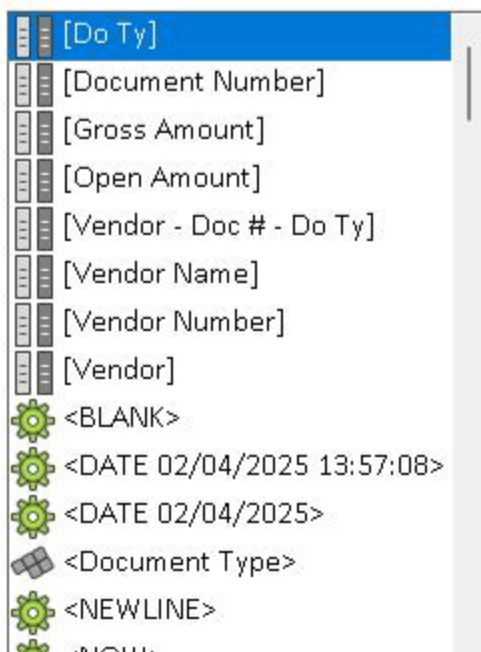 [Do Ty]
[Document Number]
[Gross Amount]
[Open Amount]
[Vendor - Doc # - Do Ty]
[Vendor Name]
[Vendor Number]
[Vendor]
<BLANK>
<DATE 02/04/2025 13:57:08>
<DATE 02/04/2025>
<Document Type>
<NEWLINE>
<NOW>